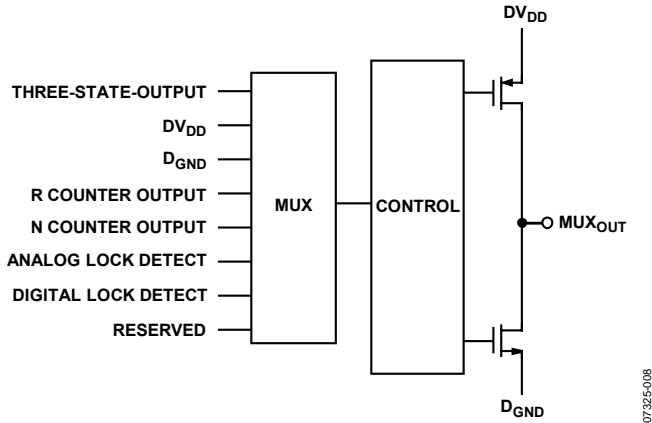 DVDD
THREE-STATE-OUTPUT
DVDD
DGND
R COUNTER OUTPUT
N COUNTER OUTPUT
ANALOG LOCK DETECT
DIGITAL LOCK DETECT
RESERVED
MUX
CONTROL
MUXOUT
DGND
07325-008